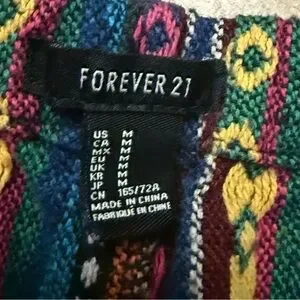 FOREVER 21
US M
CA M
MX M
EU M
UK M
KR M
JP M
CN 165/72A
MADE IN CHINA
FABRIQUÉ EN CHINE